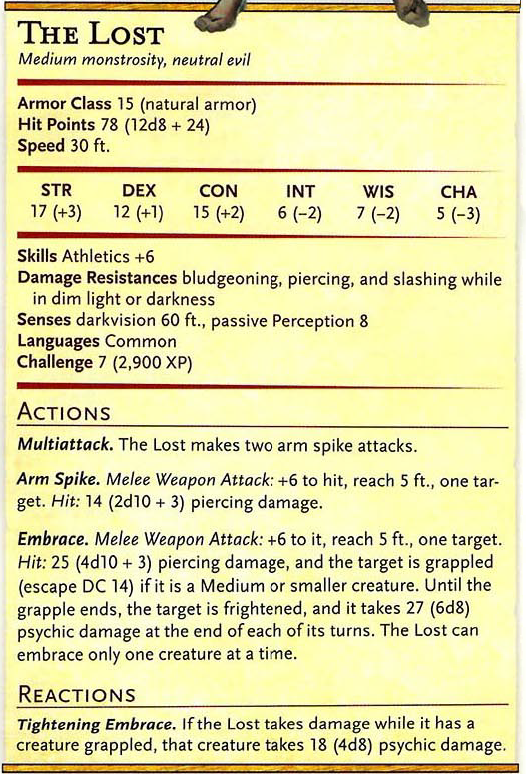 THE LOST
Medium monstrosity, neutral evil
Armor Class 15 (natural armor)
Hit Points 78 (12d8 + 24)
Speed 30 ft.
STR DEX CON INT WIS CHA
17 (+3) 12 (+1) 15 (+2) 6 (−2) 7 (−2) 5 (−3)
Skills Athletics +6
Damage Resistances bludgeoning, piercing, and slashing while
in dim light or darkness
Senses darkvision 60 ft., passive Perception 8
Languages Common
Challenge 7 (2,900 XP)
ACTIONS
Multiattack. The Lost makes two arm spike attacks.
Arm Spike. Melee Weapon Attack: +6 to hit, reach 5 ft., one tar-
get. Hit: 14 (2d10 + 3) piercing damage.
Embrace. Melee Weapon Attack: +6 to it, reach 5 ft., one target.
Hit: 25 (4d10 + 3) piercing damage, and the target is grappled
(escape DC 14) if it is a Medium or smaller creature. Until the
grapple ends, the target is frightened, and it takes 27 (6d8)
psychic damage at the end of each of its turns. The Lost can
embrace only one creature at a time.
REACTIONS
Tightening Embrace. If the Lost takes damage while it has a
creature grappled, that creature takes 18 (4d8) psychic damage.